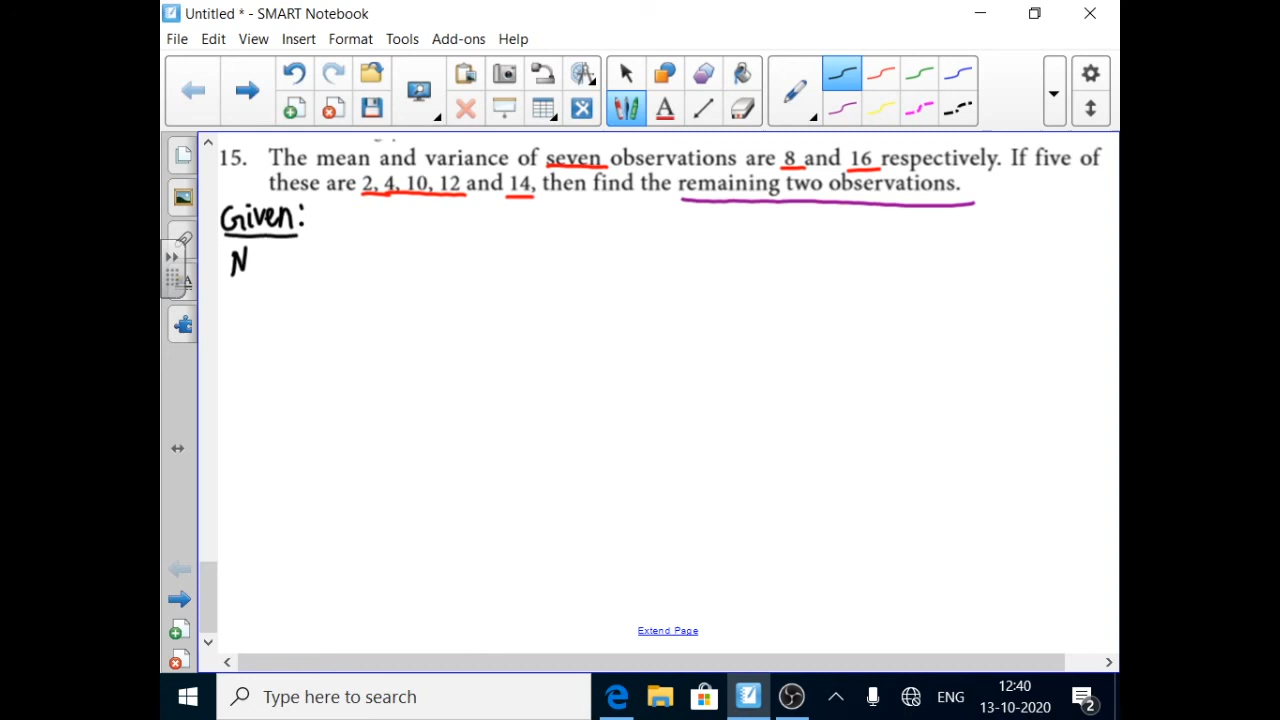 Untitled * - SMART Notebook
File Edit View Insert Format Tools Add-ons Help
15. The mean and variance of seven observations are 8 and 16 respectively. If five of
these are 2, 4, 10, 12 and 14, then find the remaining two observations.
Given:
N
Extend Page
Type here to search
ENG
12:40
13-10-2020
2